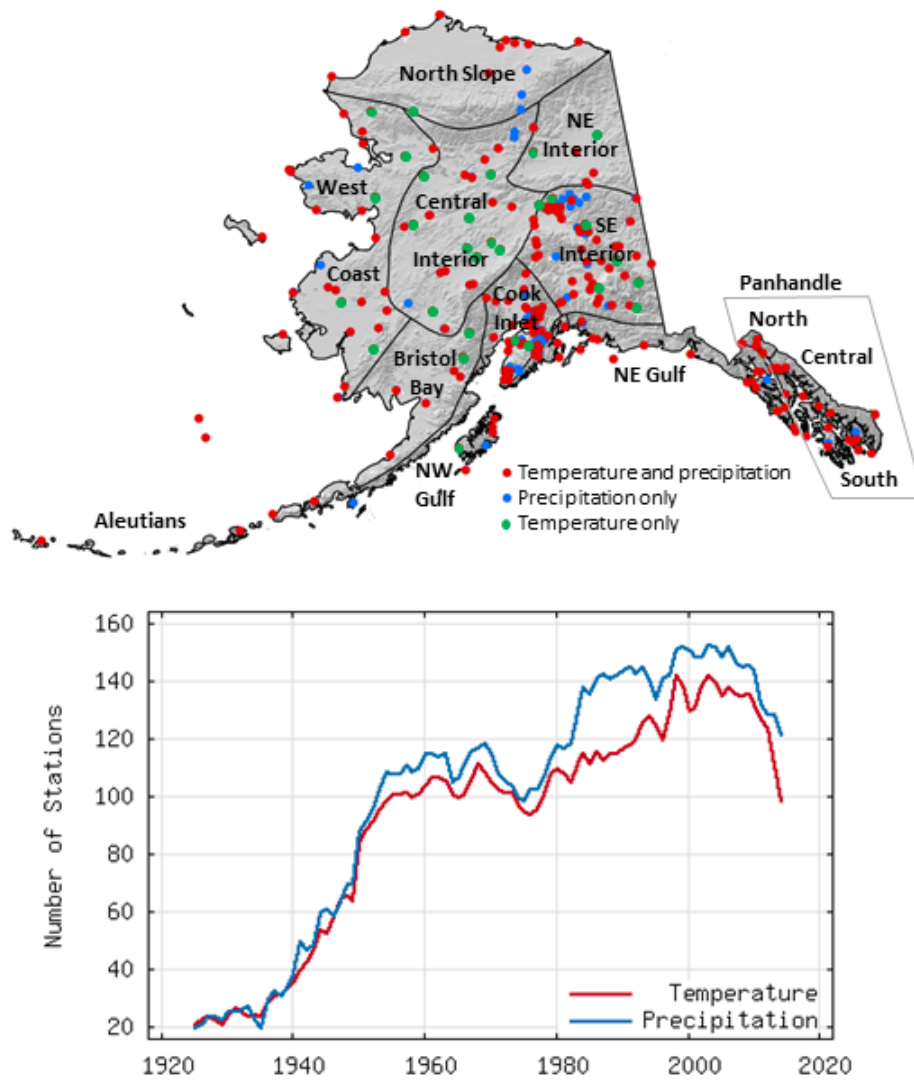 North Slope
NE
Interior
West
Central
SE
Interior
Interior
Coast
Cook
Inlet
Panhandle
North
Central
Bristol
Bay
NE Gulf
South
NW
Gulf
Temperature and precipitation
Precipitation only
Temperature only
Aleutians
160
140
120
100
80
60
40
20
Number of Stations
Temperature
Precipitation
1920 1940 1960 1980 2000 2020